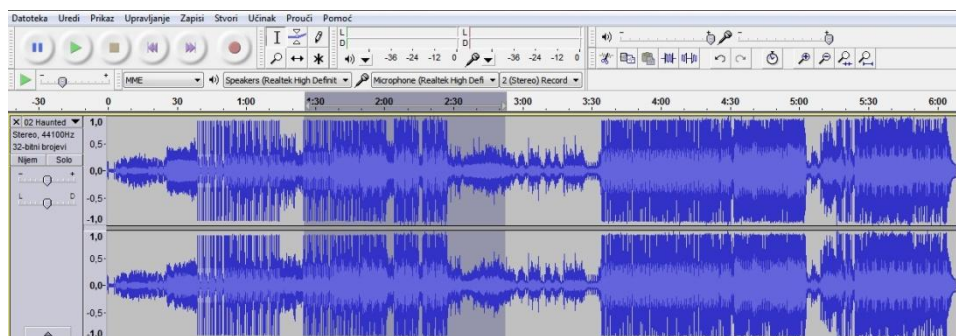 Datoteka Uredi Prikaz Upravljanje Zapisi Stvori Učinak Prouči Pomoć
L
D
L
D
-36 -24 -12 0
-36 -24 -12 0
MME
Speakers (Realtek High Definit
Microphone (Realtek High Defi
2 (Stereo) Record
-30 0 30 1:00 1:30 2:00 2:30 3:00 3:30 4:00 4:30 5:00 5:30 6:00
X 02 Haunted
Stereo, 44100Hz
32-bitni brojevi
Nijem Solo
- +
L D
1,0
0,5-
0,0-
-0,5-
-1,0
1,0
0,5-
0,0-
-0,5-
-1,0